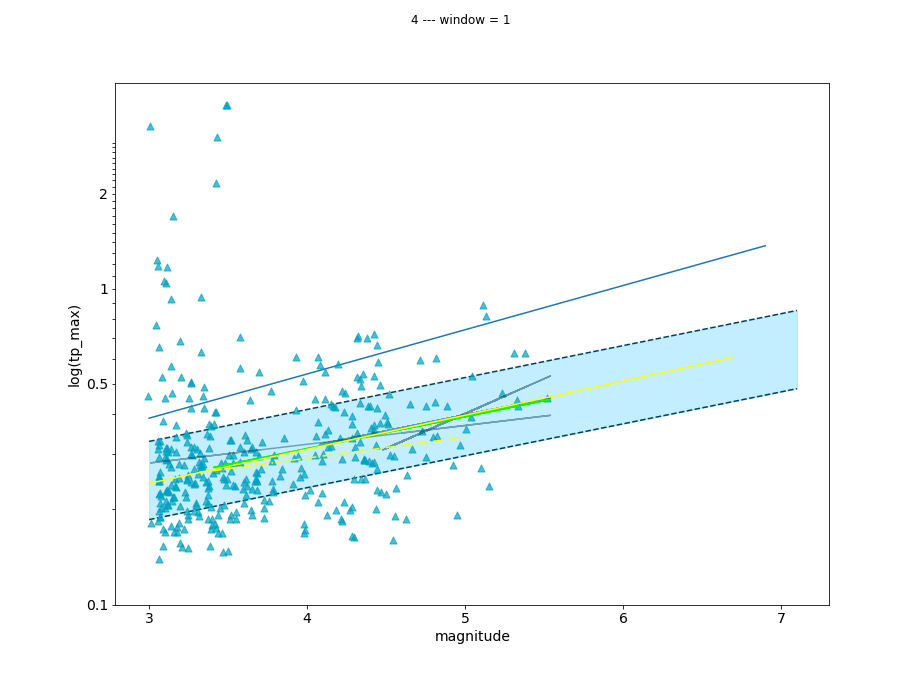 4 --- window = 1
log(tp_max)
2
1
0.5
0.1
3 4 5 6 7
magnitude